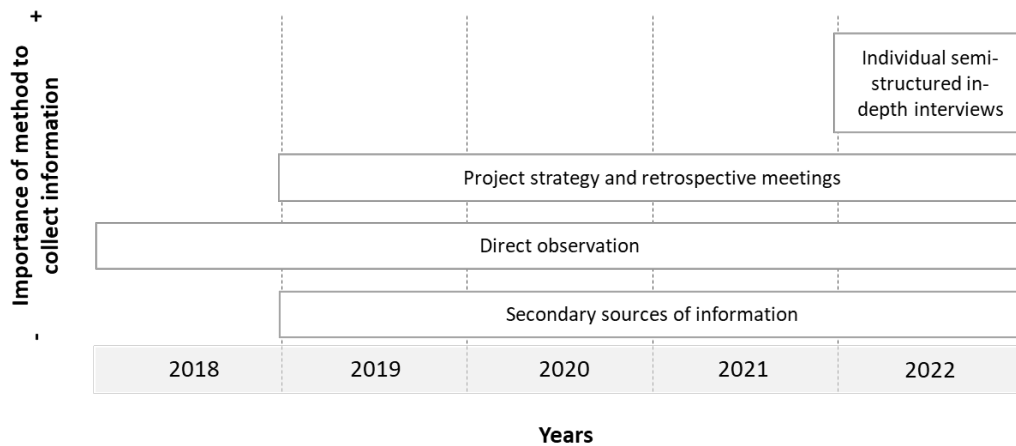 +
Importance of method to
collect information
-
Individual semi-
structured in-
depth interviews
Project strategy and retrospective meetings
Direct observation
Secondary sources of information
2018
2019
2020
2021
2022
Years